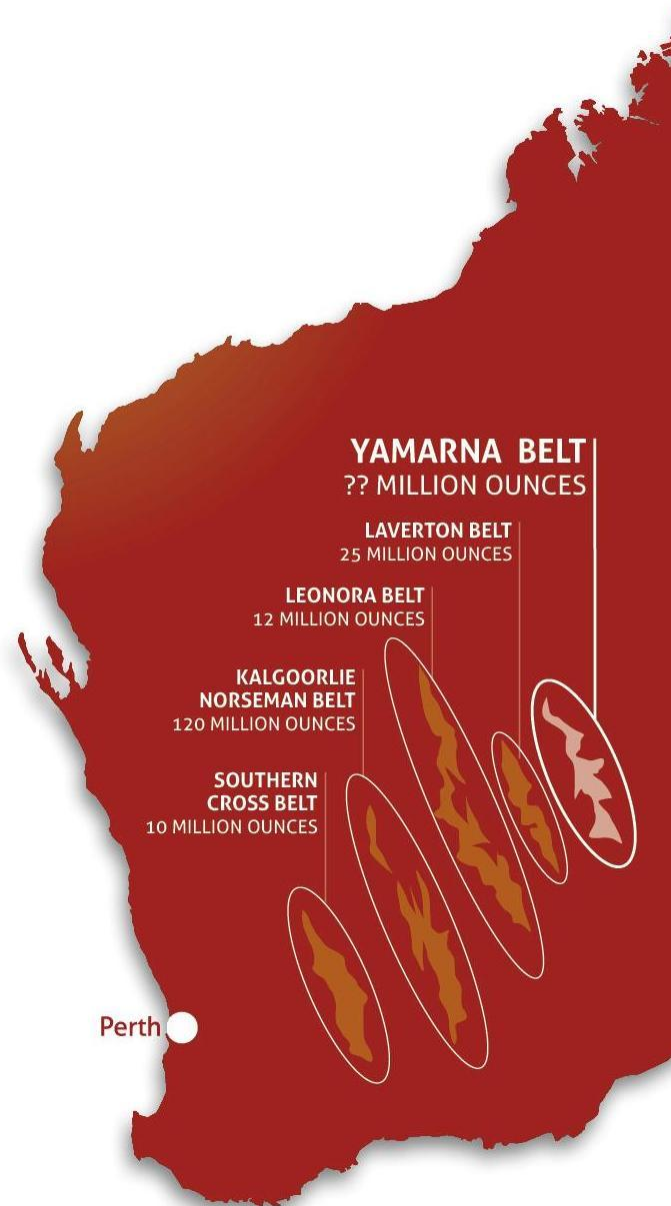 YAMARNA BELT
?? MILLION OUNCES
LAVERTON BELT
25 MILLION OUNCES
LEONORA BELT
12 MILLION OUNCES
KALGOORLIE
NORSEMAN BELT
120 MILLION OUNCES
SOUTHERN
CROSS BELT
10 MILLION OUNCES
Perth